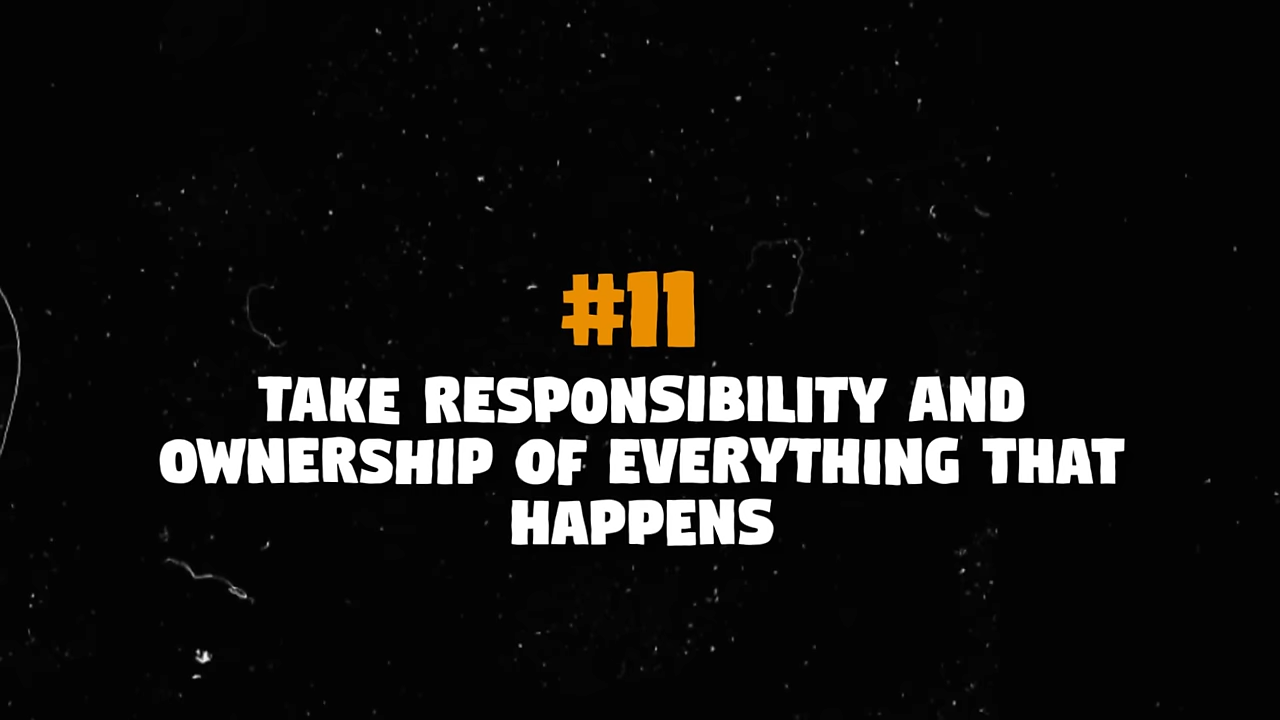 #11
TAKE RESPONSIBILITY AND
OWNERSHIP OF EVERYTHING THAT
HAPPENS